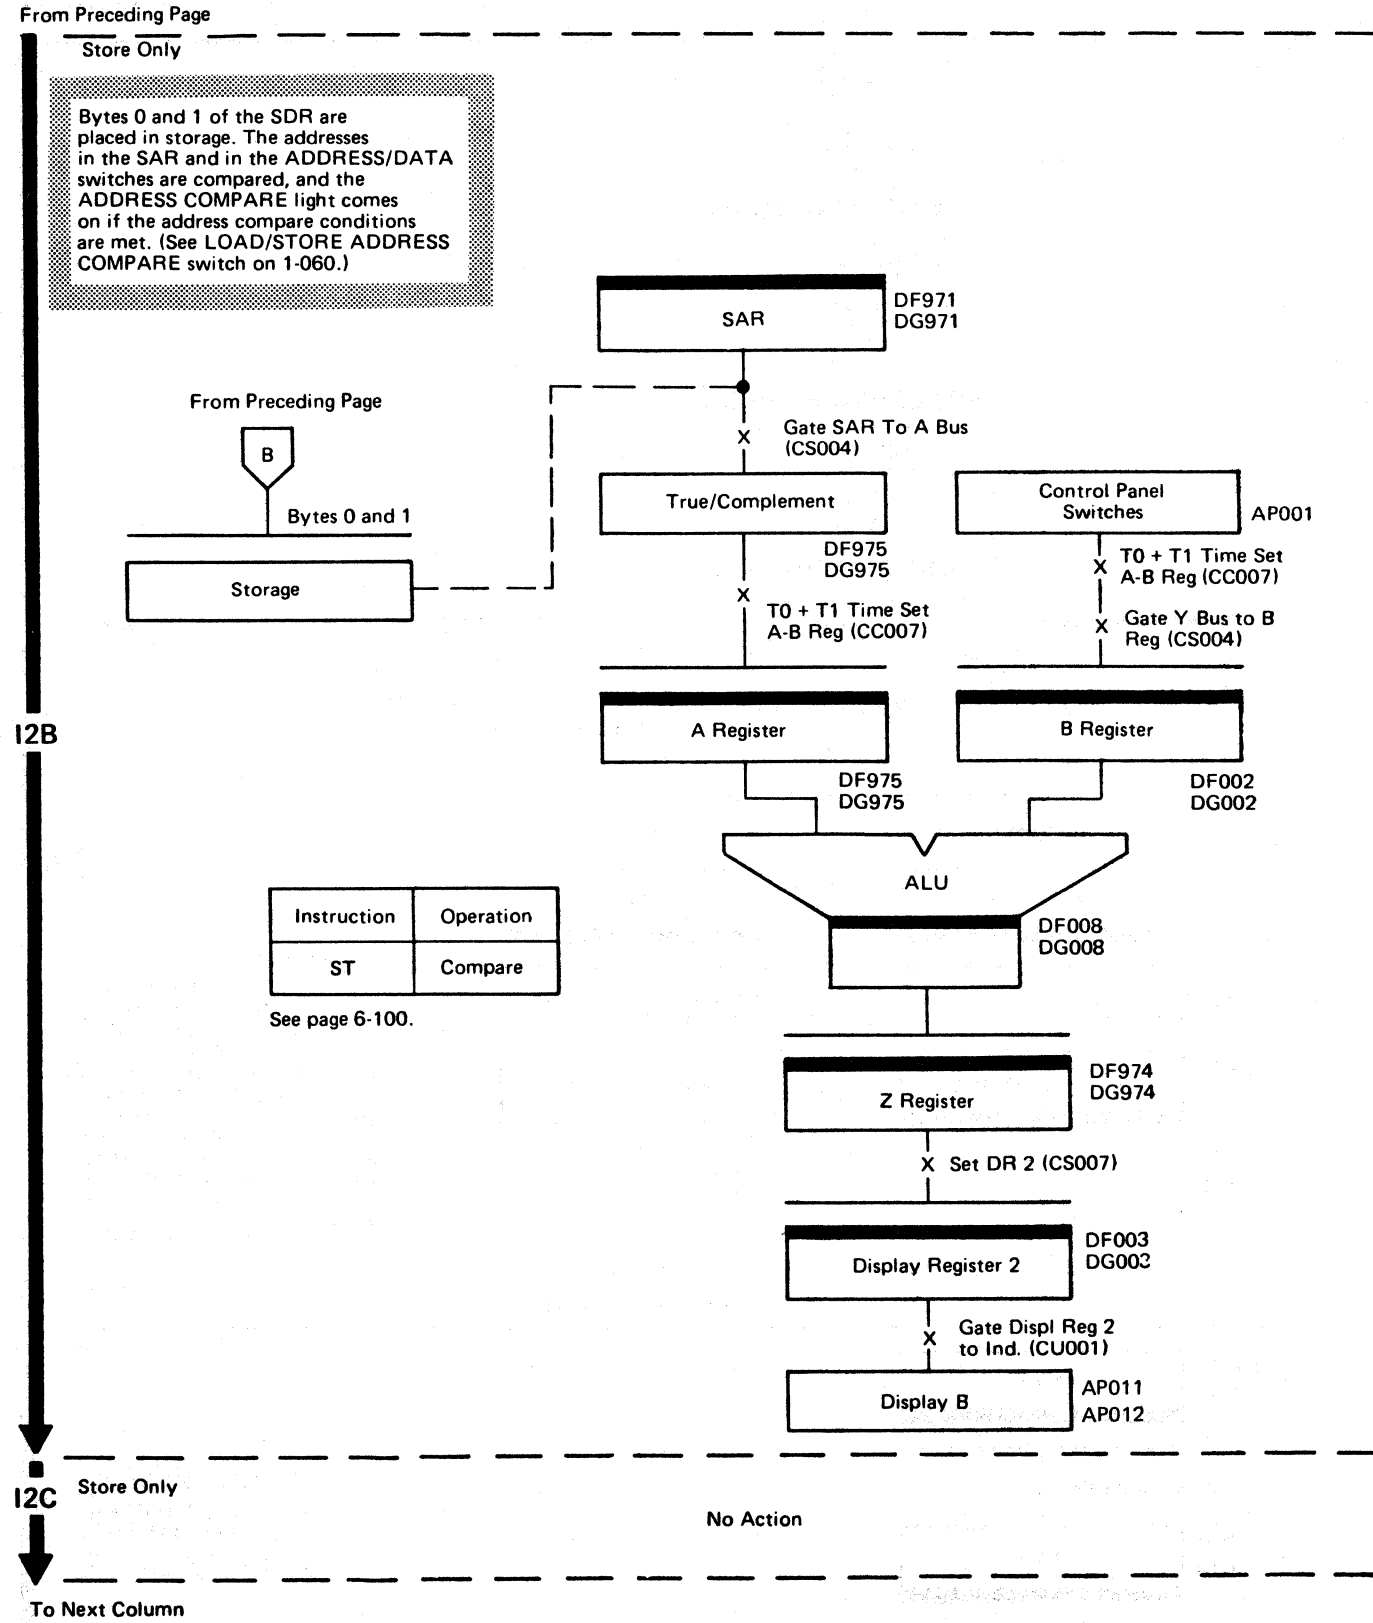 From Preceding Page
Store Only
Bytes 0 and 1 of the SDR are
placed in storage. The addresses
in the SAR and in the ADDRESS/DATA
switches are compared, and the
ADDRESS COMPARE light comes
on if the address compare conditions
are met. (See LOAD/STORE ADDRESS
COMPARE switch on 1-060.)
SAR
DF971
DG971
From Preceding Page
B
Bytes 0 and 1
Storage
Gate SAR To A Bus
(CS004)
True/Complement
DF975
DG975
Control Panel
Switches
AP001
T0 + T1 Time Set
A-B Reg (CC007)
T0 + T1 Time Set
A-B Reg (CC007)
Gate Y Bus to B
Reg (CS004)
I2B
A Register
DF975
DG975
B Register
DF002
DG002
ALU
DF008
DG008
Instruction Operation
ST Compare
See page 6-100.
Z Register
DF974
DG974
X Set DR 2 (CS007)
Display Register 2
DF003
DG003
Gate Displ Reg 2
to Ind. (CU001)
Display B
AP011
AP012
I2C
Store Only
No Action
To Next Column